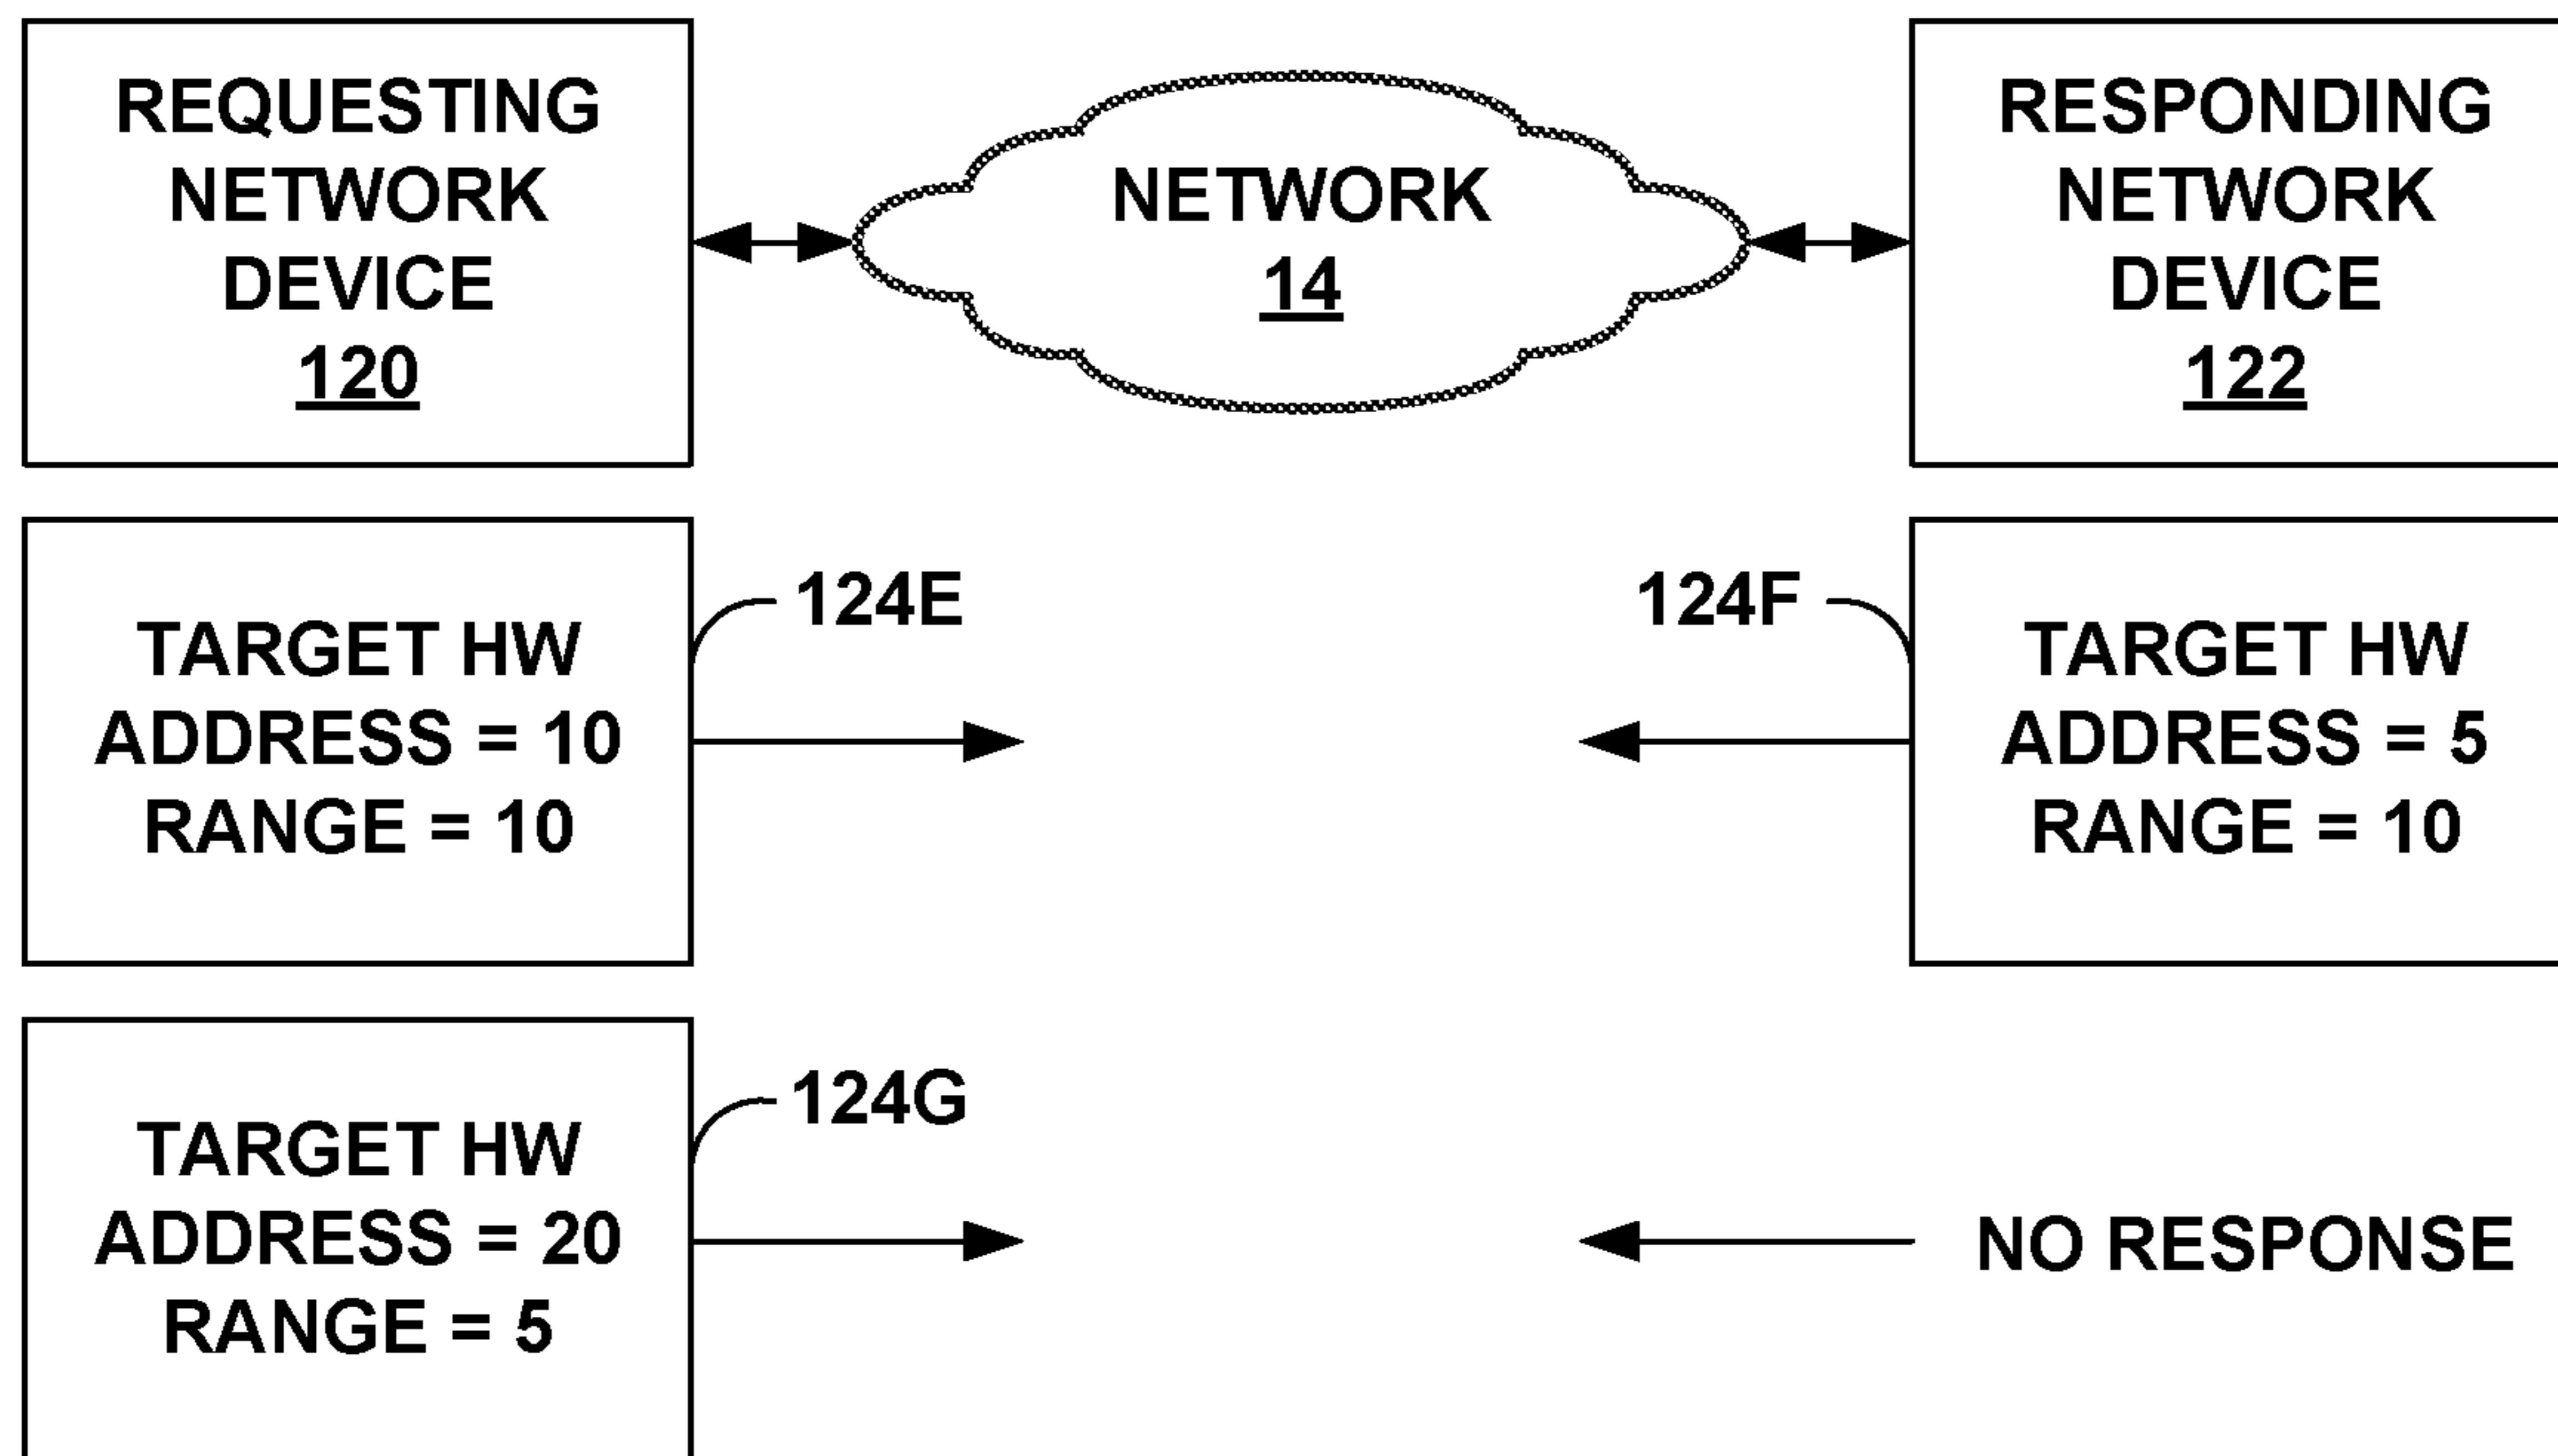 REQUESTING
NETWORK
DEVICE
120
NETWORK
14
RESPONDING
NETWORK
DEVICE
122
TARGET HW
ADDRESS = 10
RANGE = 10
124E
124F
TARGET HW
ADDRESS = 5
RANGE = 10
TARGET HW
ADDRESS = 20
RANGE = 5
124G
NO RESPONSE